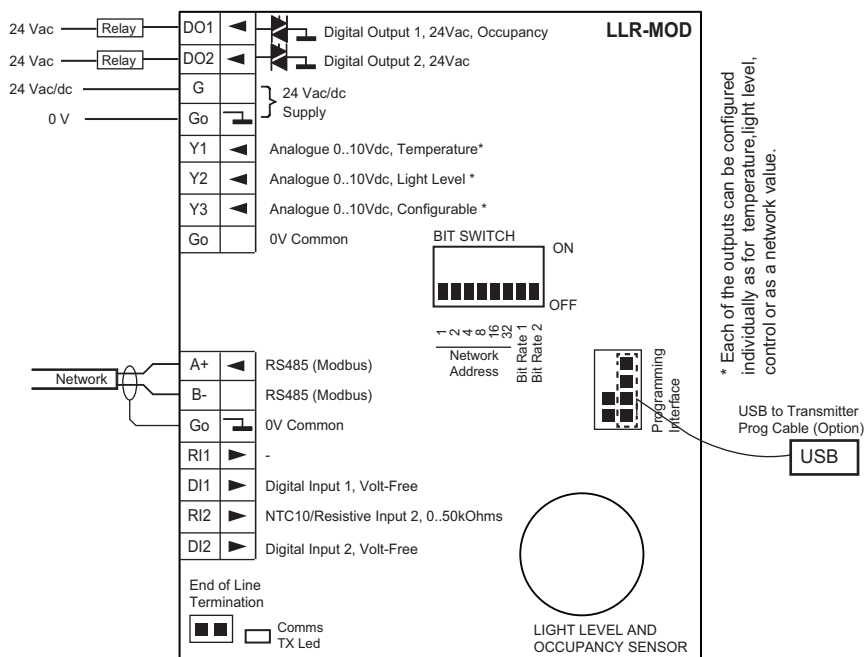 LLR-MOD
24 Vac Relay DO1 Digital Output 1, 24Vac, Occupancy
24 Vac Relay DO2 Digital Output 2, 24Vac
24 Vac/dc G 24 Vac/dc
0 V Go Supply
Y1 Analogue 0..10Vdc, Temperature*
Y2 Analogue 0..10Vdc, Light Level *
Y3 Analogue 0..10Vdc, Configurable *
Go 0V Common
BIT SWITCH
ON
OFF
1 2 4 8 16 32 Bit Rate 1 Bit Rate 2
Network
Address
A+ RS485 (Modbus)
Network
B- RS485 (Modbus)
Go 0V Common
RI1 -
DI1 Digital Input 1, Volt-Free
RI2 NTC10/Resistive Input 2, 0..50kOhms
DI2 Digital Input 2, Volt-Free
End of Line
Termination
Comms
TX Led
LIGHT LEVEL AND
OCCUPANCY SENSOR
Programming
Interface
* Each of the outputs can be configured
individually as for temperature,light level,
control or as a network value.
USB to Transmitter
Prog Cable (Option)
USB